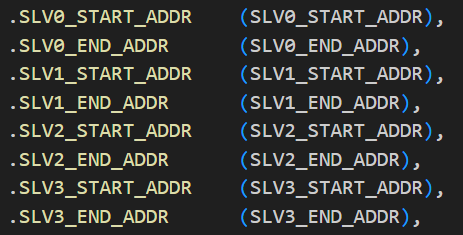 .SLV0_START_ADDR    (SLV0_START_ADDR),
.SLV0_END_ADDR      (SLV0_END_ADDR),
.SLV1_START_ADDR    (SLV1_START_ADDR),
.SLV1_END_ADDR      (SLV1_END_ADDR),
.SLV2_START_ADDR    (SLV2_START_ADDR),
.SLV2_END_ADDR      (SLV2_END_ADDR),
.SLV3_START_ADDR    (SLV3_START_ADDR),
.SLV3_END_ADDR      (SLV3_END_ADDR),